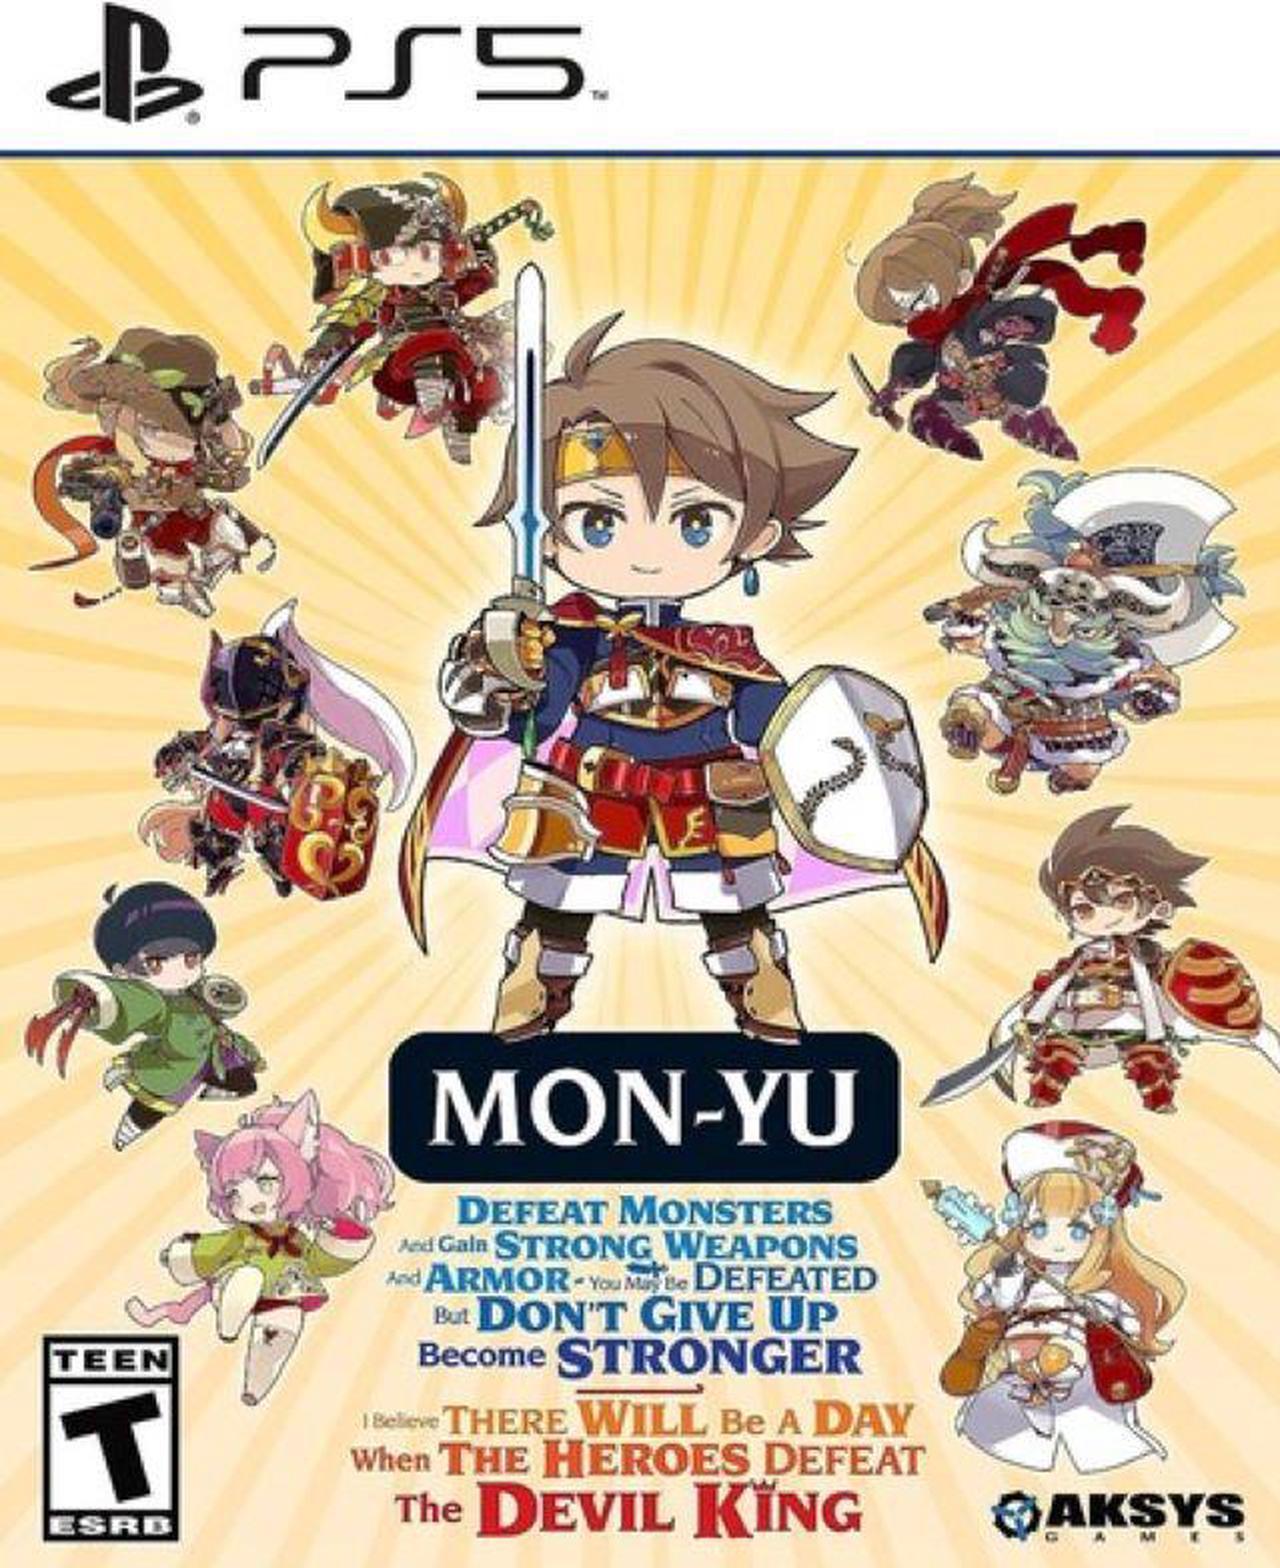 PS5™
MON-YU
DEFEAT MONSTERS
And Gain STRONG WEAPONS
And ARMOR - You May Be DEFEATED
But DON'T GIVE UP
Become STRONGER
I Believe THERE WILL Be A DAY
When THE HEROES DEFEAT
The DEVIL KING
TEEN
T
ESRB
AKSYS
GAMES